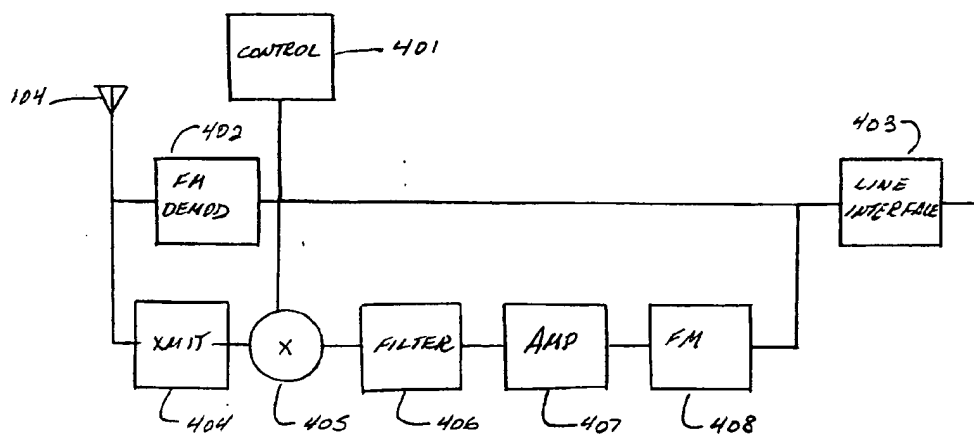 CONTROL
401
104
402
403
FM
DEMOD
LINE
INTERFACE
XMIT
X
FILTER
AMP
FM
404
405
406
407
408